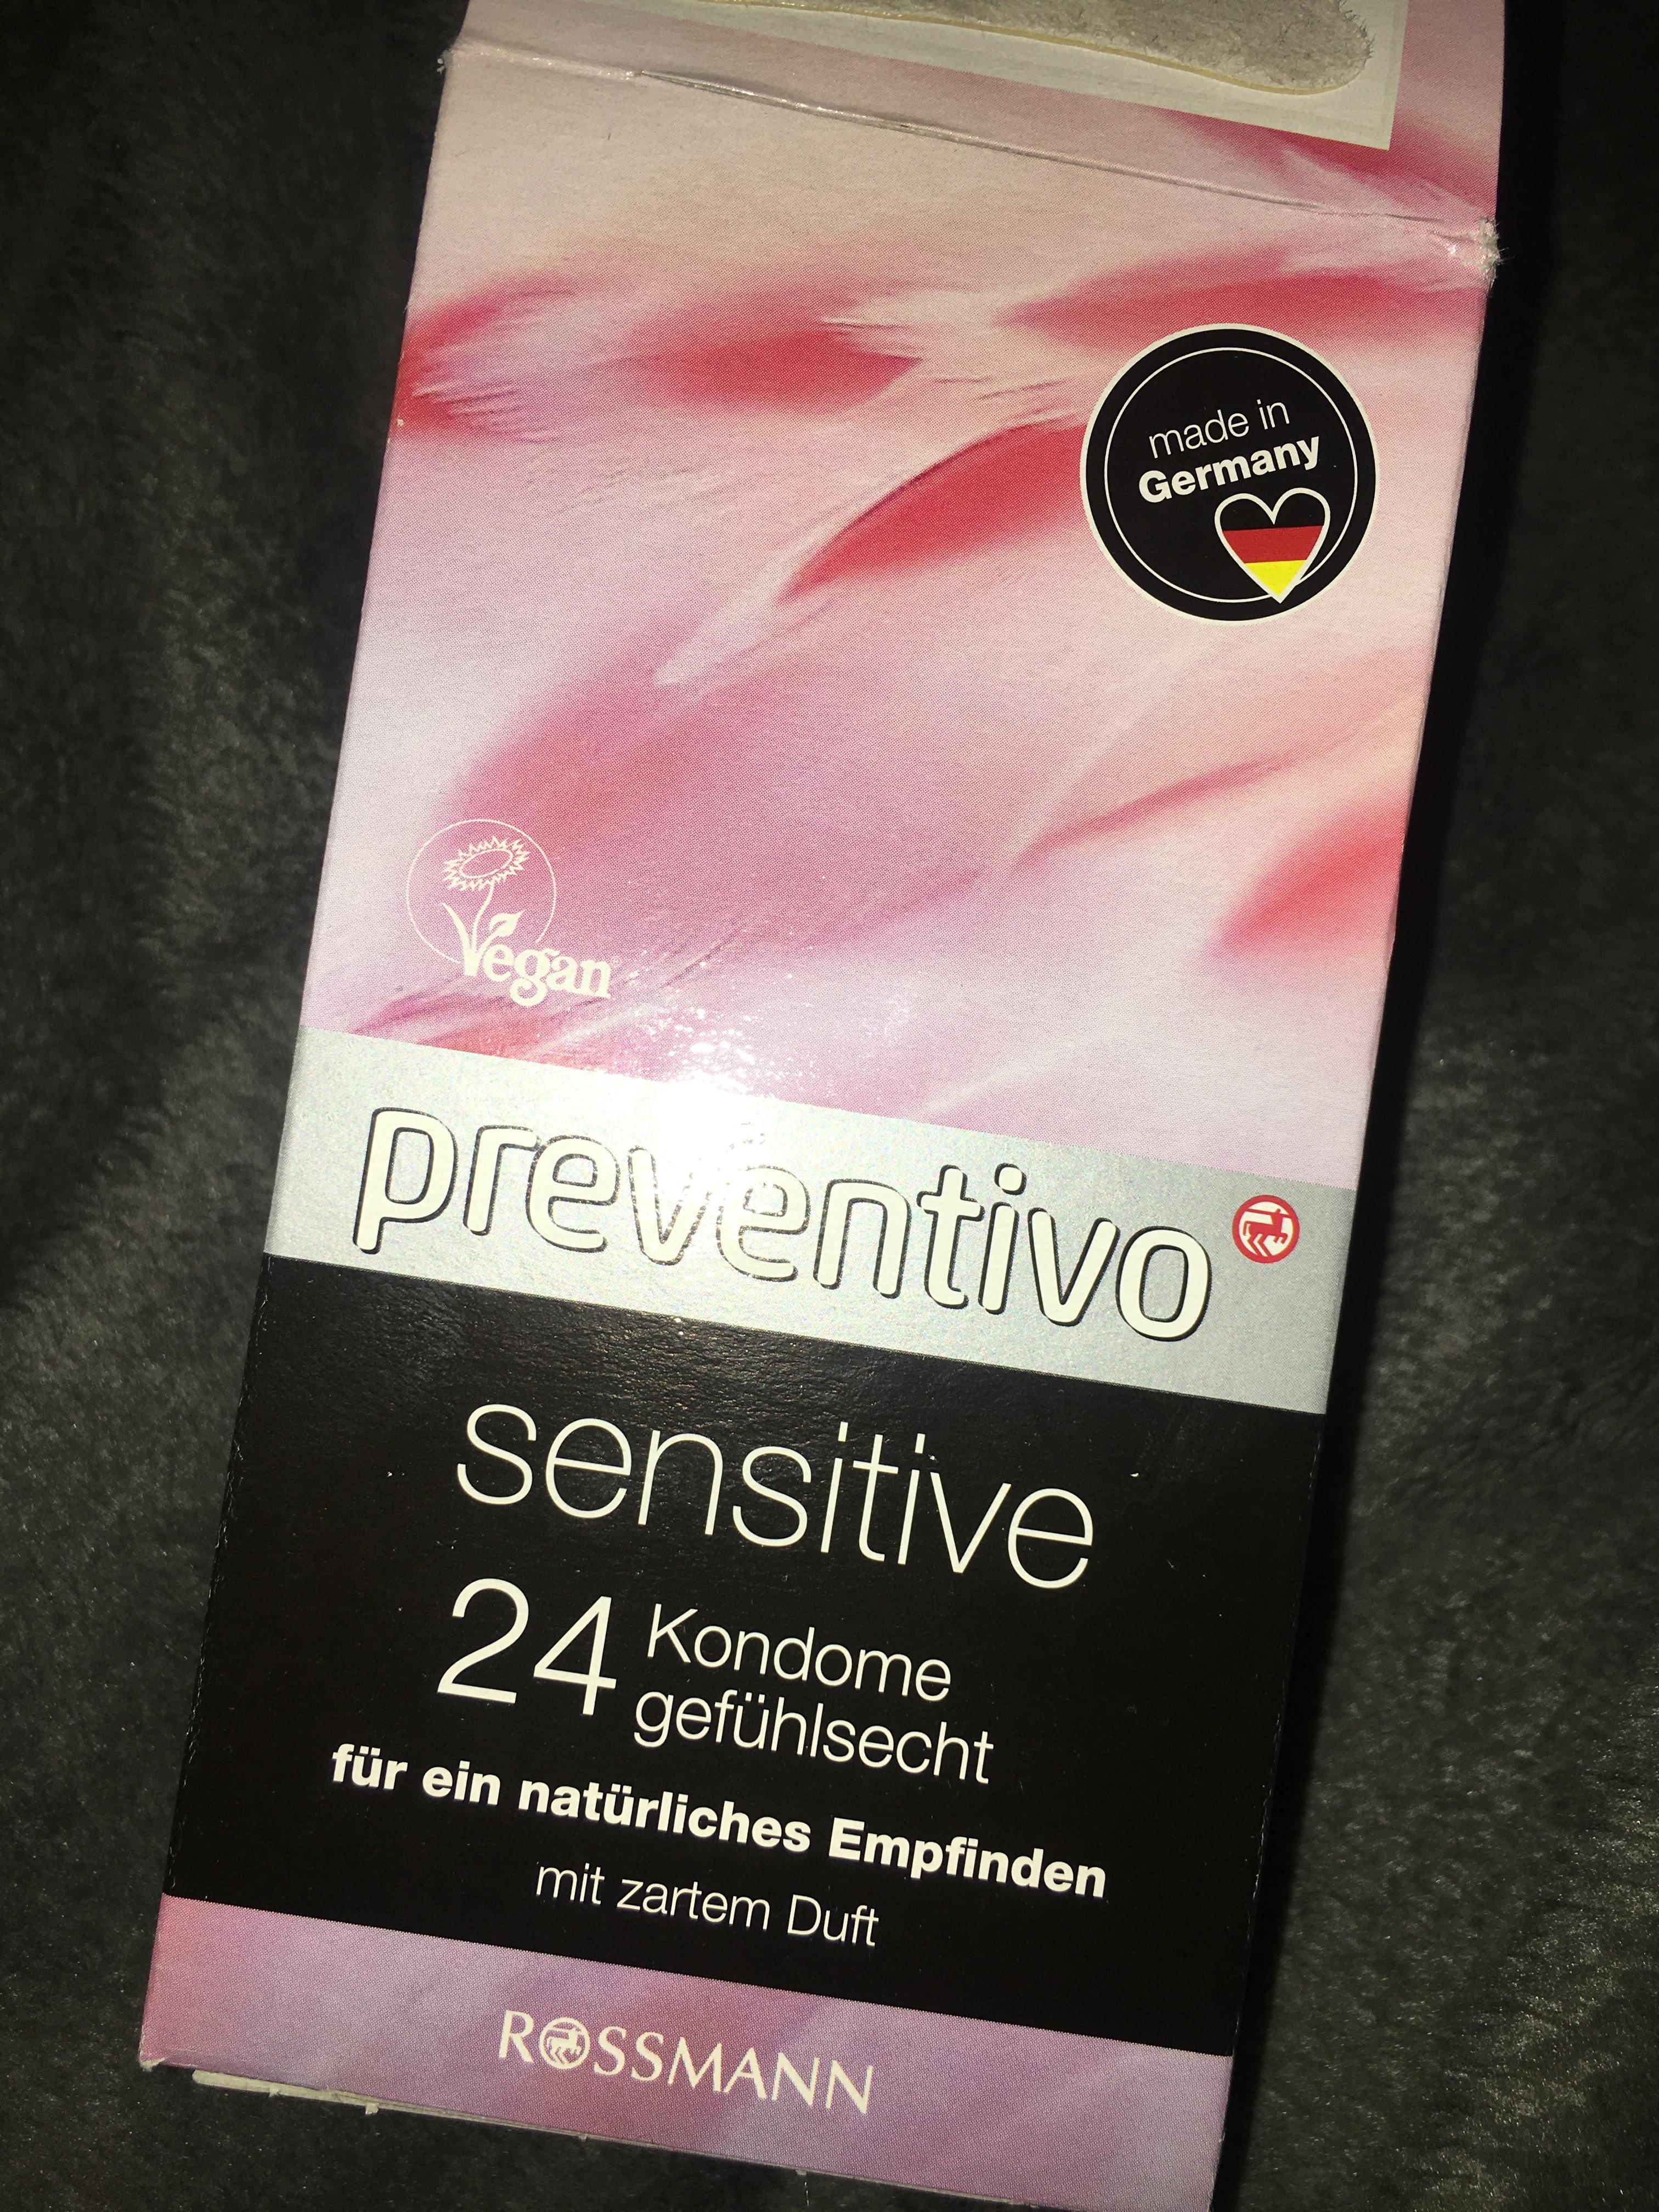 made in
Germany
Vegan
preventivo
sensitive
24 Kondome
gefühlsecht
für ein natürliches Empfinden
mit zartem Duft
ROSSMANN